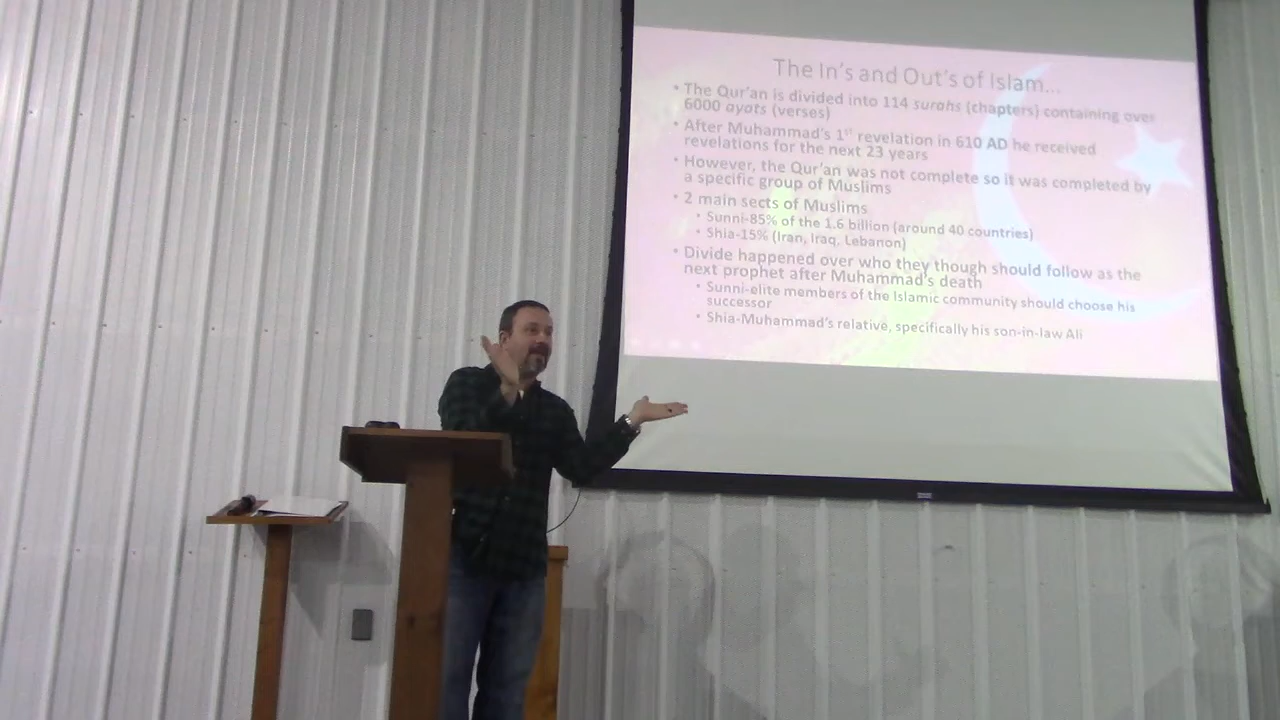 The In's and Out's of Islam...
• The Qur'an is divided into 114 surahs (chapters) containing over
6000 ayats (verses)
• After Muhammad's 1st revelation in 610 AD he received
revelations for the next 23 years
• However, the Qur'an was not complete so it was completed by
a specific group of Muslims
• 2 main sects of Muslims
• Sunni-85% of the 1.6 billion (around 40 countries)
• Shia-15% (Iran, Iraq, Lebanon)
• Divide happened over who they though should follow as the
next prophet after Muhammad's death
• Sunni-elite members of the Islamic community should choose his
successor
• Shia-Muhammad's relative, specifically his son-in-law Ali